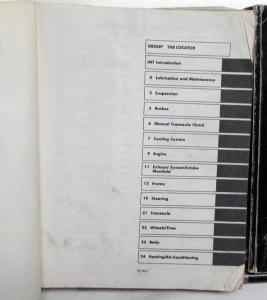 GROUP TAB LOCATOR
INT Introduction
0 Lubrication and Maintenance
2 Suspension
5 Brakes
6 Manual Transaxle Clutch
7 Cooling System
9 Engine
11 Exhaust System/Intake
Manifold
13 Frame
19 Steering
21 Transaxle
22 Wheels/Tires
23 Body
24 Heating/Air-Conditioning